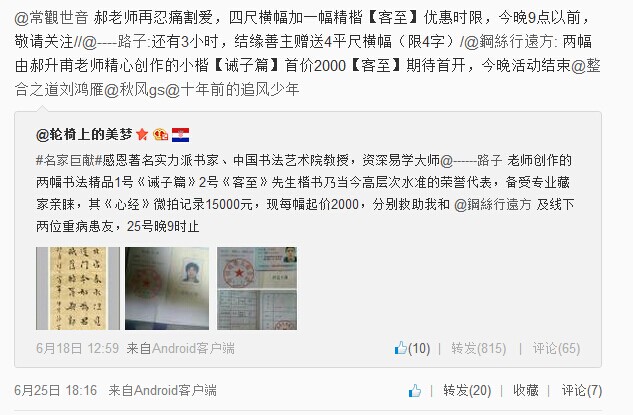 @常觀世音 郝老师再忍痛割爱，四尺横幅加一幅精楷【客至】优惠时限，今晚9点以前，
敬请关注//@----路子:还有3小时，结缘善主赠送4平尺横幅（限4字）/@鋼絲行遠方: 两幅
由郝升甫老师精心创作的小楷【诫子篇】首价2000【客至】期待首开，今晚活动结束@整
合之道刘鸿雁@秋风gs@十年前的追风少年
@轮椅上的美梦
#名家巨献#感恩著名实力派书家、中国书法艺术院教授，资深易学大师@------路子 老师创作的
两幅书法精品1号《诫子篇》2号《客至》先生楷书乃当今高层次水准的荣誉代表，备受专业藏
家亲昧，其《心经》微拍记录15000元，现每幅起价2000，分别救助我和 @鋼絲行遠方 及线下
两位重病患友，25号晚9时止
6月18日 12:59 来自Android客户端 (10) | 转发(815) | 评论(65)
6月25日 18:16 来自Android客户端 | 转发(20) | 收藏 | 评论(7)